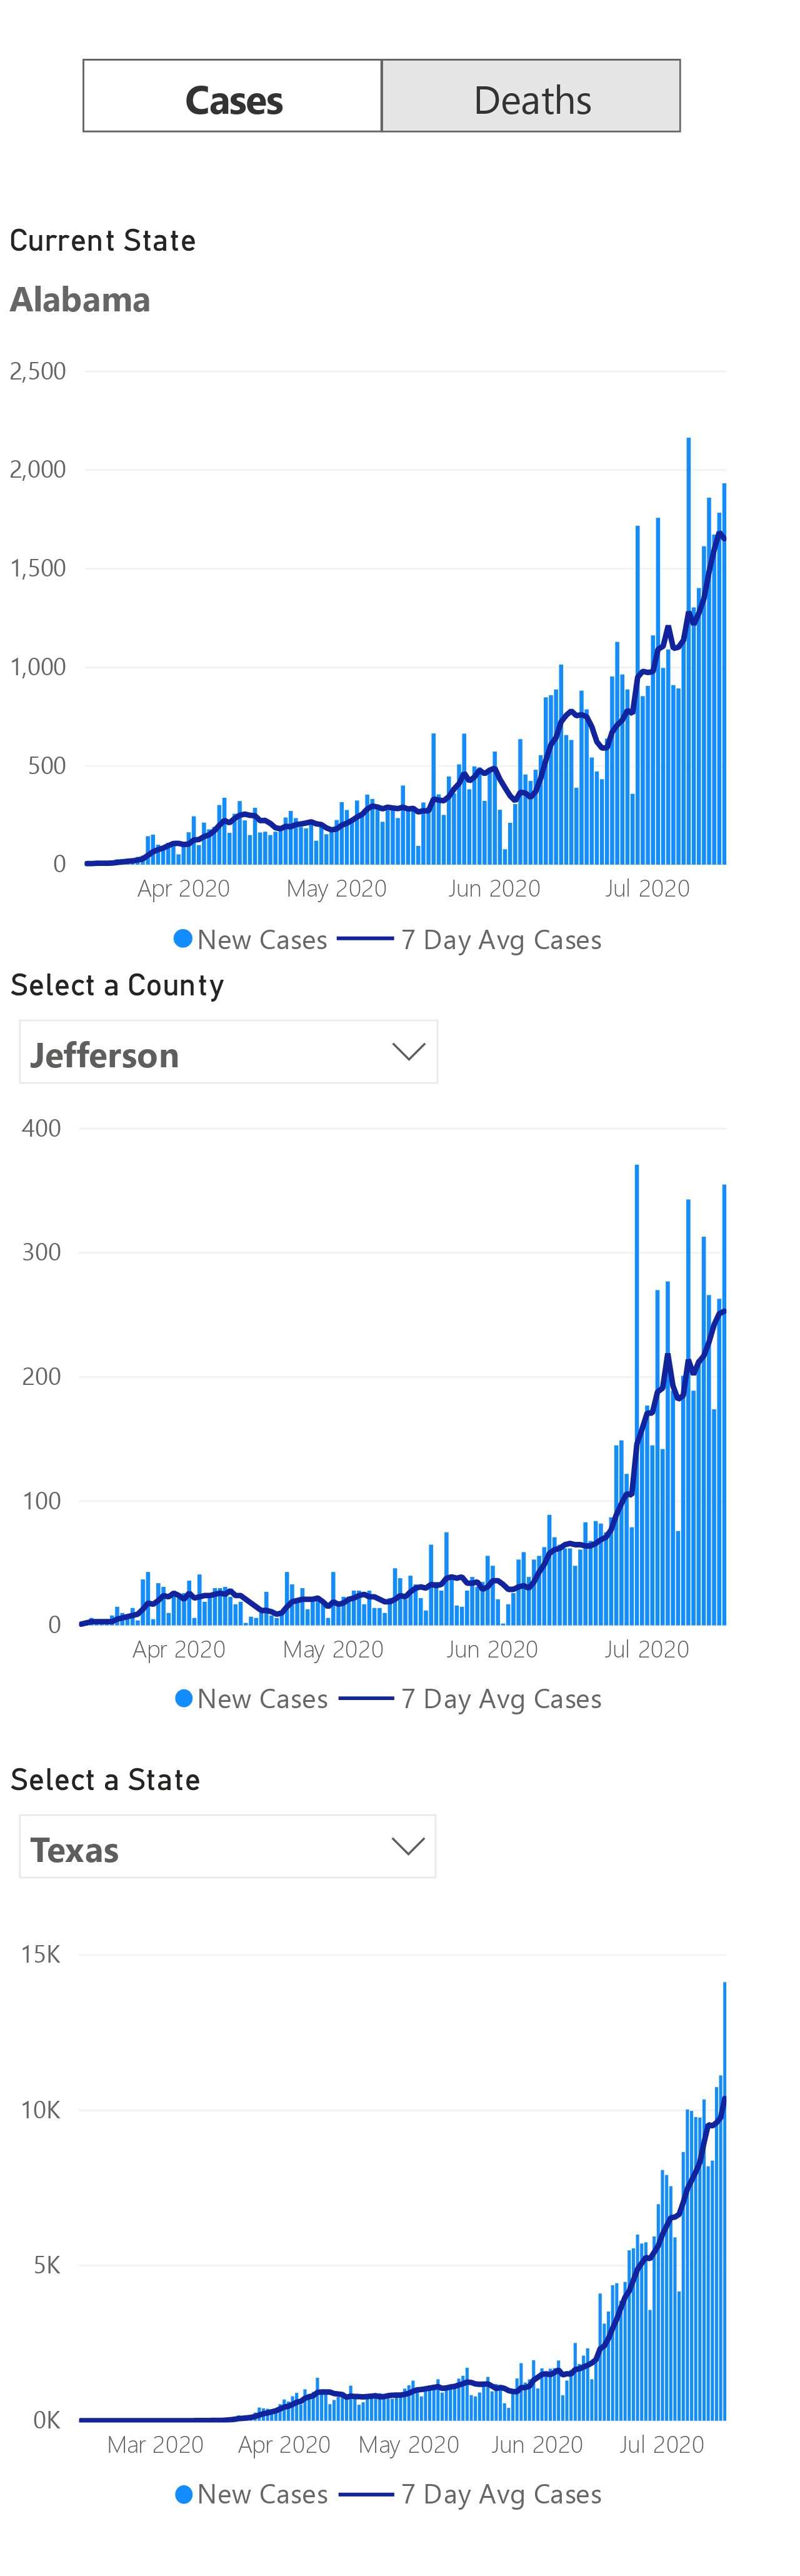 Cases Deaths
Current State
Alabama
2,500
2,000
1,500
1,000
500
0
Apr 2020 May 2020 Jun 2020 Jul 2020
New Cases 7 Day Avg Cases
Select a County
Jefferson
400
300
200
100
0
Apr 2020 May 2020 Jun 2020 Jul 2020
New Cases 7 Day Avg Cases
Select a State
Texas
15K
10K
5K
0K
Mar 2020 Apr 2020 May 2020 Jun 2020 Jul 2020
New Cases 7 Day Avg Cases